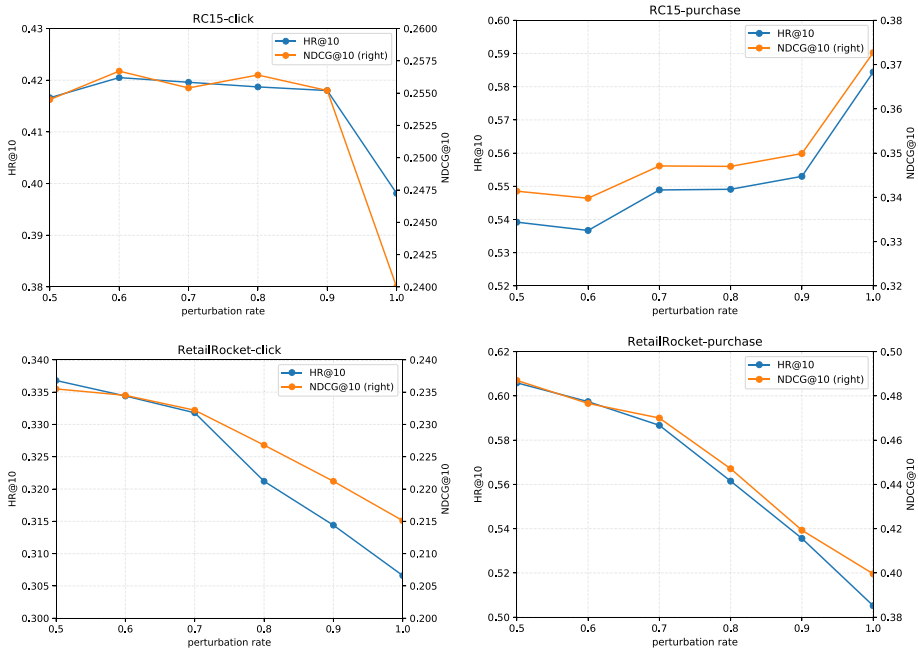 RC15-click
HR@10
NDCG@10 (right)
0.43
0.42
0.41
0.40
0.39
0.38
HR@10
0.2600
0.2575
0.2550
0.2525
0.2500
0.2475
0.2450
0.2425
0.2400
NDCG@10
0.5 0.6 0.7 0.8 0.9 1.0
perturbation rate
RC15-purchase
HR@10
NDCG@10 (right)
0.60
0.59
0.58
0.57
0.56
0.55
0.54
0.53
0.52
HR@10
0.38
0.37
0.36
0.35
0.34
0.33
0.32
NDCG@10
0.5 0.6 0.7 0.8 0.9 1.0
perturbation rate
RetailRocket-click
HR@10
NDCG@10 (right)
0.340
0.335
0.330
0.325
0.320
0.315
0.310
0.305
0.300
HR@10
0.240
0.235
0.230
0.225
0.220
0.215
0.210
0.205
0.200
NDCG@10
0.5 0.6 0.7 0.8 0.9 1.0
perturbation rate
RetailRocket-purchase
HR@10
NDCG@10 (right)
0.62
0.60
0.58
0.56
0.54
0.52
0.50
HR@10
0.50
0.48
0.46
0.44
0.42
0.40
0.38
NDCG@10
0.5 0.6 0.7 0.8 0.9 1.0
perturbation rate